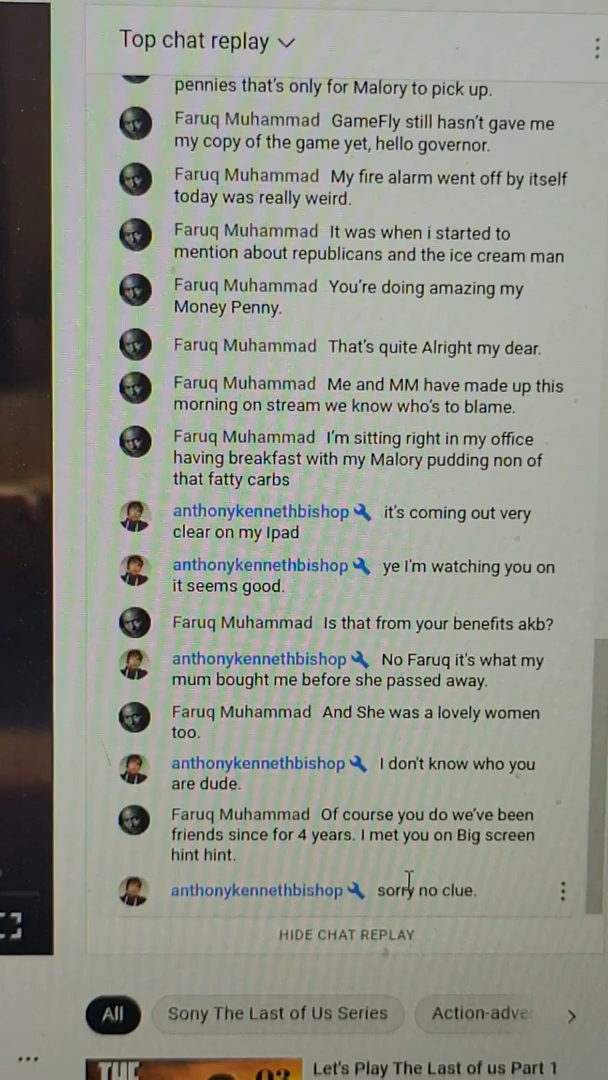 Top chat replay
pennies that's only for Malory to pick up.
Faruq Muhammad GameFly still hasn't gave me
my copy of the game yet, hello governor.
Faruq Muhammad My fire alarm went off by itself
today was really weird.
Faruq Muhammad It was when i started to
mention about republicans and the ice cream man
Faruq Muhammad You're doing amazing my
Money Penny.
Faruq Muhammad That's quite Alright my dear.
Faruq Muhammad Me and MM have made up this
morning on stream we know who's to blame.
Faruq Muhammad I'm sitting right in my office
having breakfast with my Malory pudding non of
that fatty carbs
anthonykennethbishop it's coming out very
clear on my Ipad
anthonykennethbishop ye I'm watching you on
it seems good.
Faruq Muhammad Is that from your benefits akb?
anthonykennethbishop No Faruq it's what my
mum bought me before she passed away.
Faruq Muhammad And She was a lovely women
too.
anthonykennethbishop I don't know who you
are dude.
Faruq Muhammad Of course you do we've been
friends since for 4 years. I met you on Big screen
hint hint.
anthonykennethbishop sorry no clue.
HIDE CHAT REPLAY
All Sony The Last of Us Series Action-adve
THE 03 Let's Play The Last of us Part 1